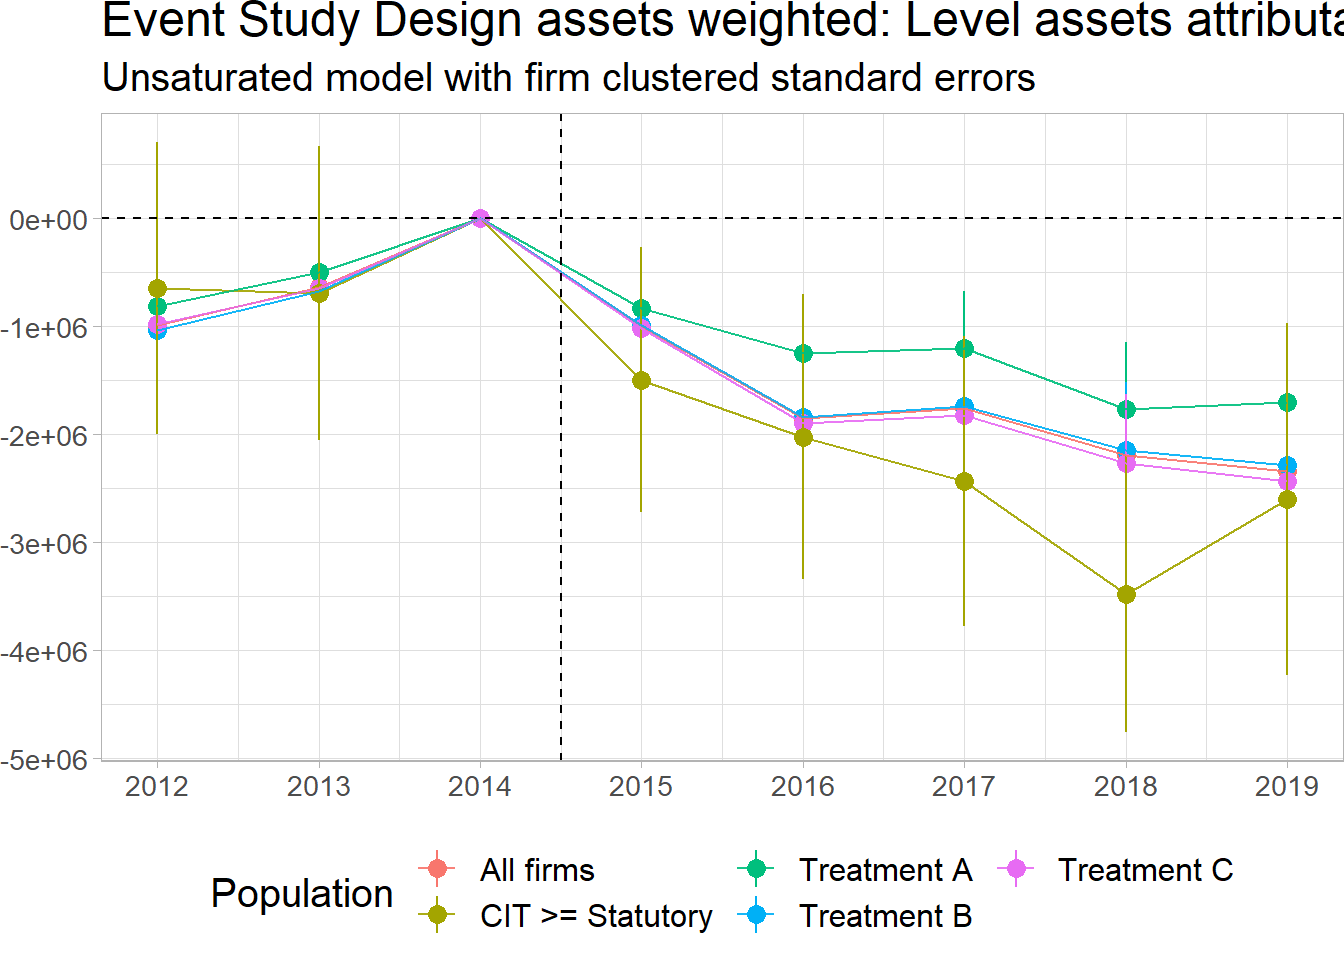 Event Study Design assets weighted: Level assets attributa
Unsaturated model with firm clustered standard errors
0e+00
-1e+06
-2e+06
-3e+06
-4e+06
-5e+06
2012 2013 2014 2015 2016 2017 2018 2019
Population
All firms
CIT >= Statutory
Treatment A
Treatment B
Treatment C